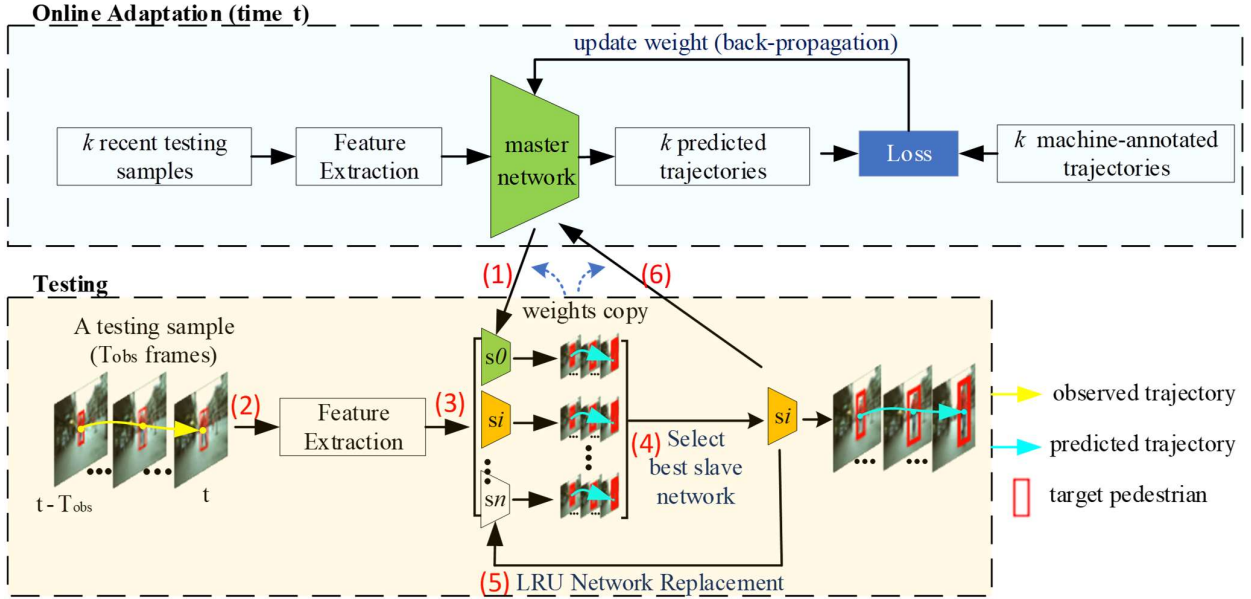 Online Adaptation (time t)
update weight (back-propagation)
k recent testing
samples
Feature
Extraction
master
network
k predicted
trajectories
Loss
k machine-annotated
trajectories
(1)
(6)
Testing
weights copy
A testing sample
(Tobs frames)
t - Tobs
t
(2)
Feature
Extraction
(3)
s0
si
sn
(4) Select
best slave
network
si
(5) LRU Network Replacement
observed trajectory
predicted trajectory
target pedestrian